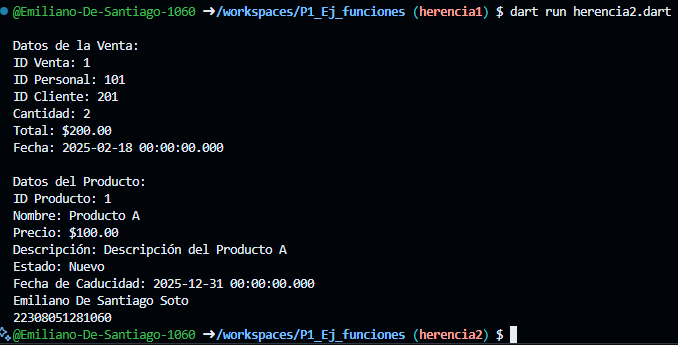 @Emiliano-De-Santiago-1060 ➜/workspaces/P1_Ej_funciones (herencia1) $ dart run herencia2.dart
Datos de la Venta:
ID Venta: 1
ID Personal: 101
ID Cliente: 201
Cantidad: 2
Total: $200.00
Fecha: 2025-02-18 00:00:00.000
Datos del Producto:
ID Producto: 1
Nombre: Producto A
Precio: $100.00
Descripción: Descripción del Producto A
Estado: Nuevo
Fecha de Caducidad: 2025-12-31 00:00:00.000
Emiliano De Santiago Soto
22308051281060
@Emiliano-De-Santiago-1060 ➜/workspaces/P1_Ej_funciones (herencia2) $